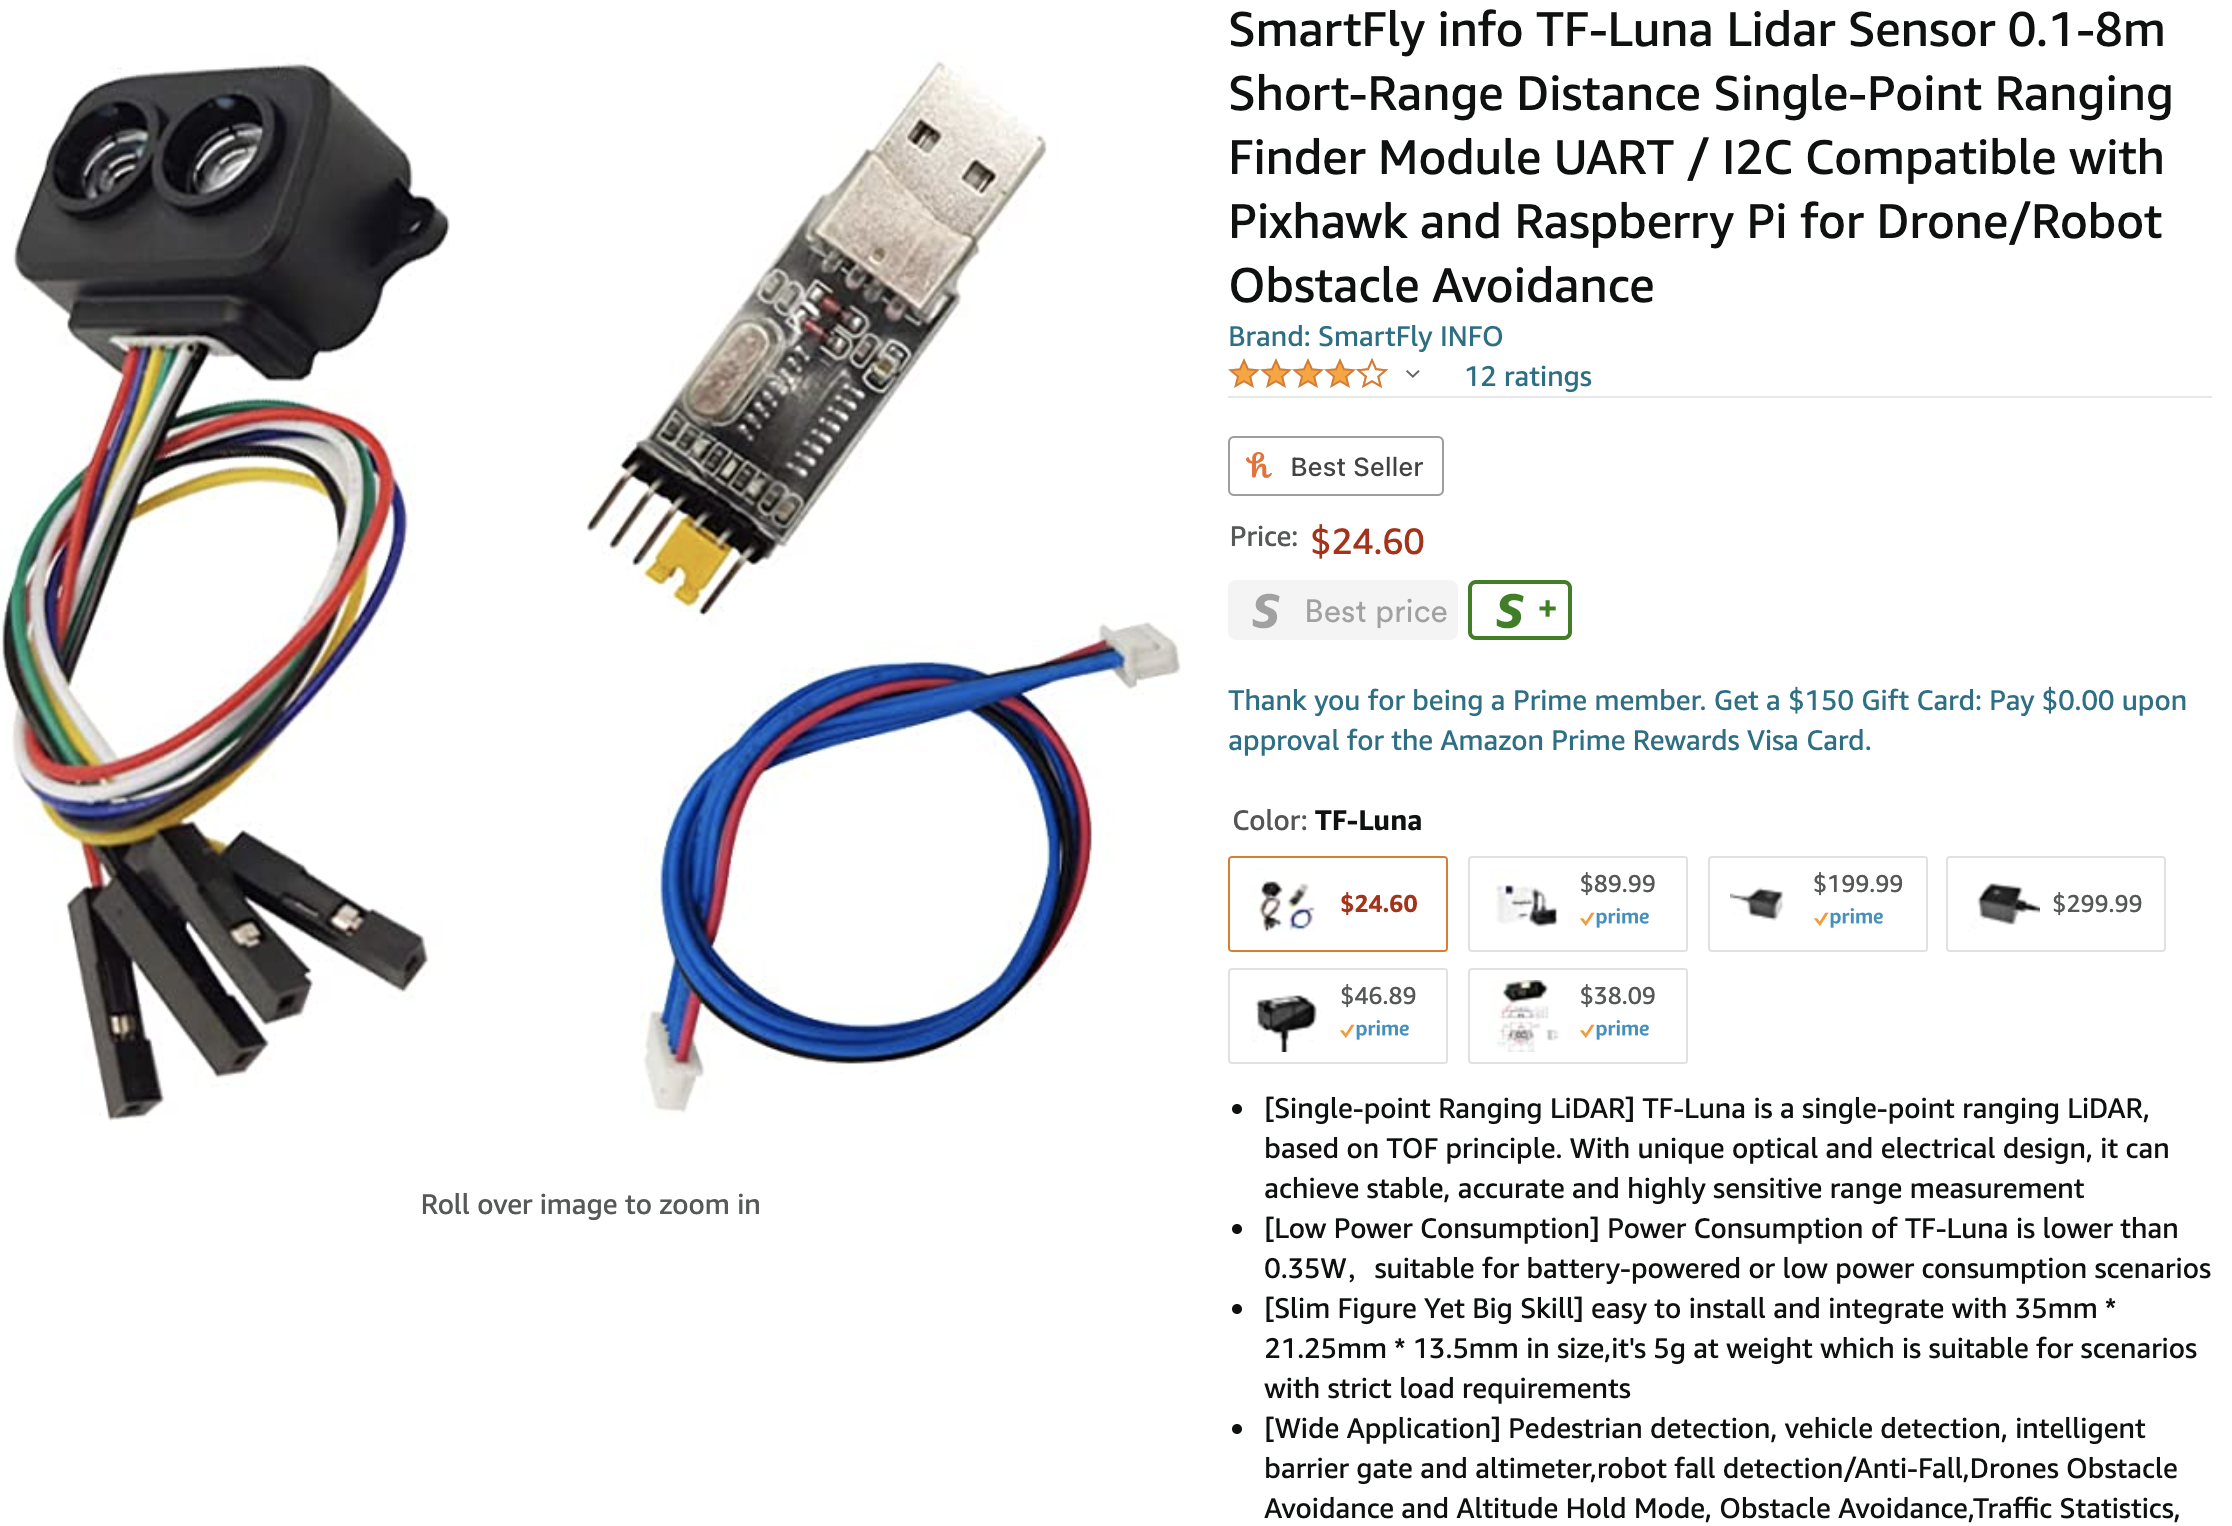 SmartFly info TF-Luna Lidar Sensor 0.1-8m
Short-Range Distance Single-Point Ranging
Finder Module UART / I2C Compatible with
Pixhawk and Raspberry Pi for Drone/Robot
Obstacle Avoidance
Brand: SmartFly INFO
12 ratings
Best Seller
Price: $24.60
S Best price S +
Thank you for being a Prime member. Get a $150 Gift Card: Pay $0.00 upon
approval for the Amazon Prime Rewards Visa Card.
Color: TF-Luna
$24.60
$89.99
prime
$199.99
prime
$299.99
$46.89
prime
$38.09
prime
• [Single-point Ranging LiDAR] TF-Luna is a single-point ranging LiDAR,
based on TOF principle. With unique optical and electrical design, it can
achieve stable, accurate and highly sensitive range measurement
• [Low Power Consumption] Power Consumption of TF-Luna is lower than
0.35W，suitable for battery-powered or low power consumption scenarios
• [Slim Figure Yet Big Skill] easy to install and integrate with 35mm *
21.25mm * 13.5mm in size,it's 5g at weight which is suitable for scenarios
with strict load requirements
• [Wide Application] Pedestrian detection, vehicle detection, intelligent
barrier gate and altimeter,robot fall detection/Anti-Fall,Drones Obstacle
Avoidance and Altitude Hold Mode, Obstacle Avoidance,Traffic Statistics,
Roll over image to zoom in